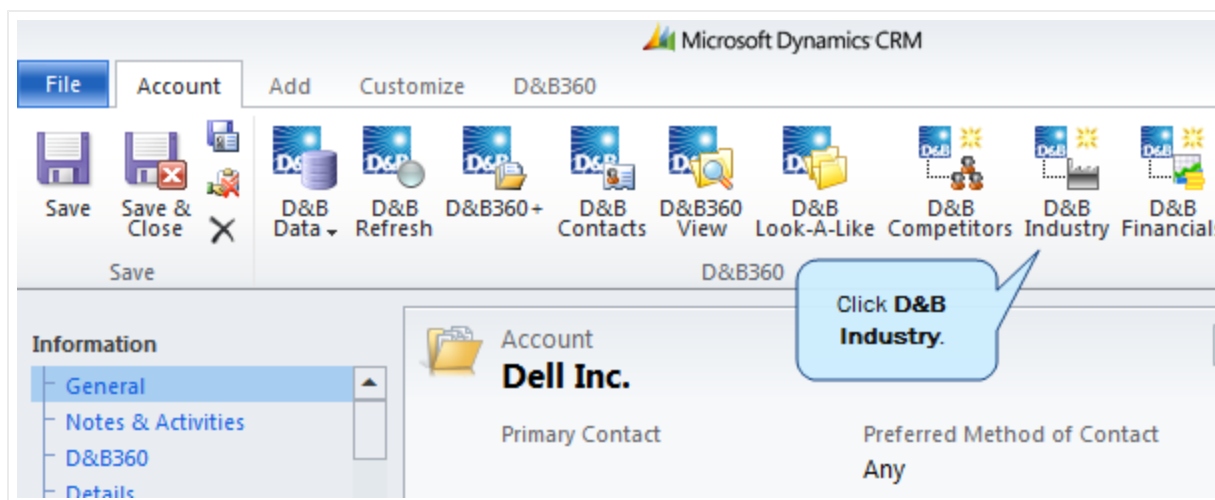 Microsoft Dynamics CRM
File Account Add Customize D&B360
Save Save & Close D&B Data D&B Refresh D&B360+ D&B Contacts D&B360 View D&B Look-A-Like D&B Competitors D&B Industry D&B Financials
Save D&B360
Click D&B
Industry.
Information
General
Notes & Activities
D&B360
Details
Account
Dell Inc.
Primary Contact Preferred Method of Contact
Any